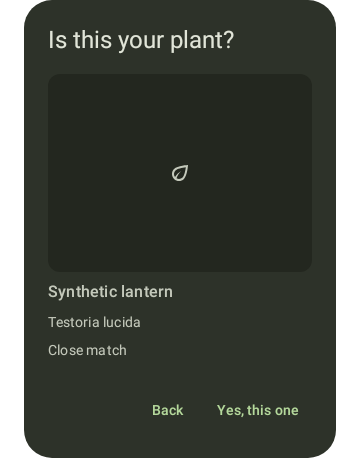 Is this your plant?
Synthetic lantern
Testoria lucida
Close match
Back
Yes, this one